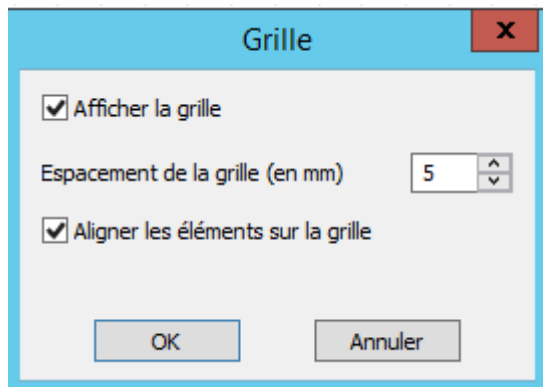 Grille
Afficher la grille
Espacement de la grille (en mm) 5
Aligner les éléments sur la grille
OK Annuler